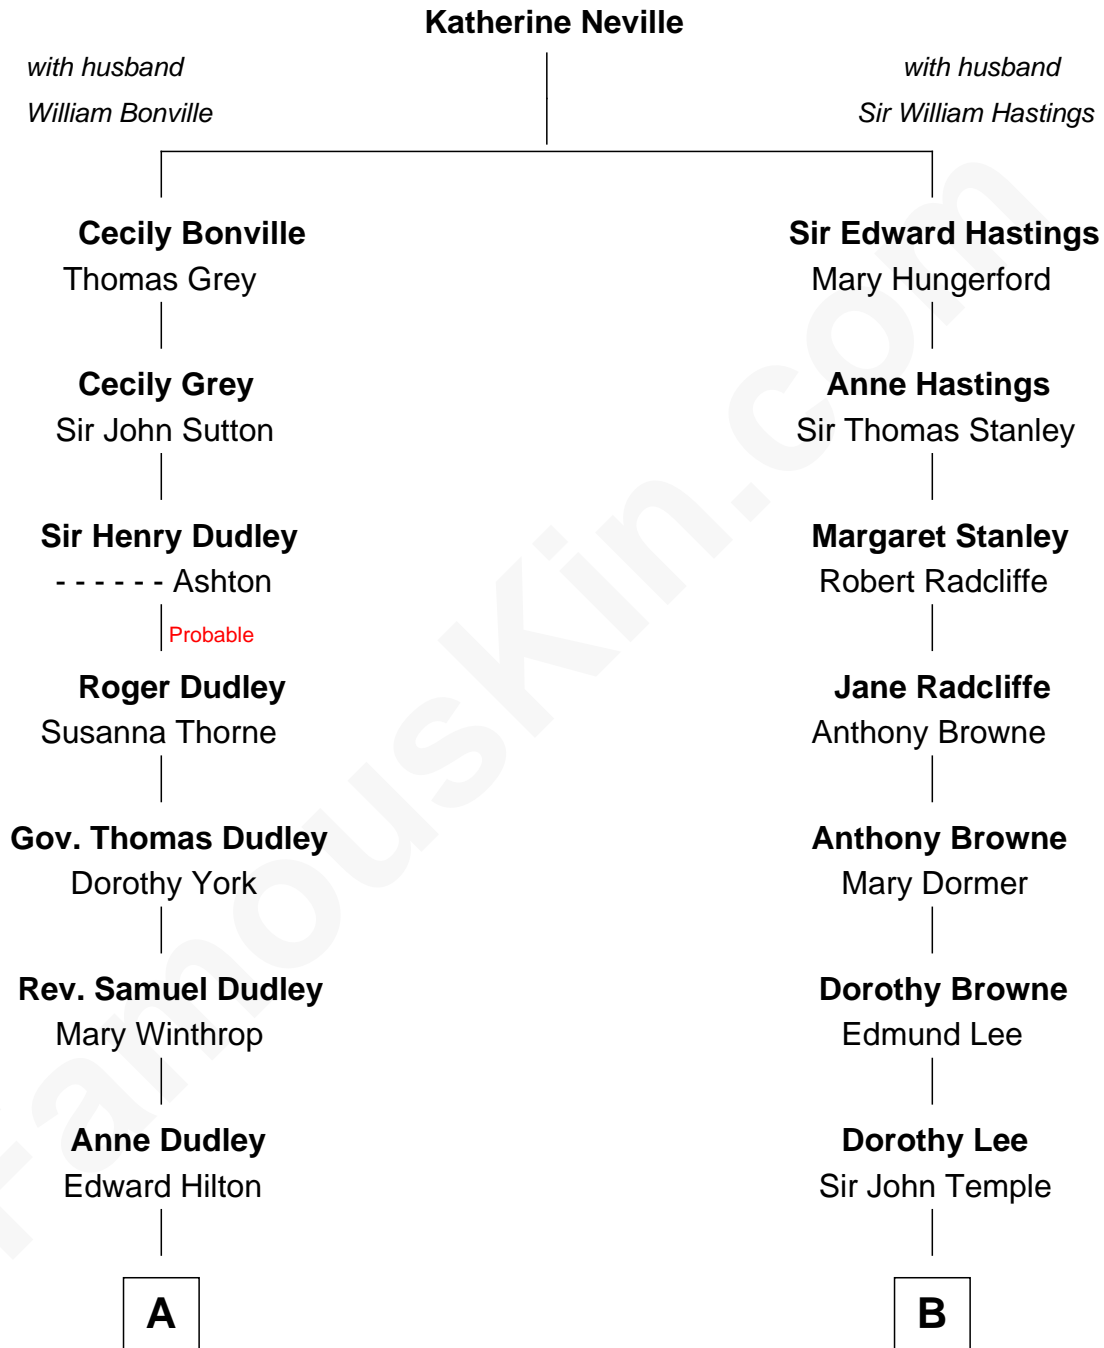 Katherine Neville
with husband
William Bonville
with husband
Sir William Hastings
Cecily Bonville
Thomas Grey
Sir Edward Hastings
Mary Hungerford
Cecily Grey
Sir John Sutton
Anne Hastings
Sir Thomas Stanley
Sir Henry Dudley
- - - - - - Ashton
Margaret Stanley
Robert Radcliffe
Probable
Roger Dudley
Susanna Thorne
Jane Radcliffe
Anthony Browne
Gov. Thomas Dudley
Dorothy York
Anthony Browne
Mary Dormer
Rev. Samuel Dudley
Mary Winthrop
Dorothy Browne
Edmund Lee
Anne Dudley
Edward Hilton
Dorothy Lee
Sir John Temple
A
B
FamousKin.com